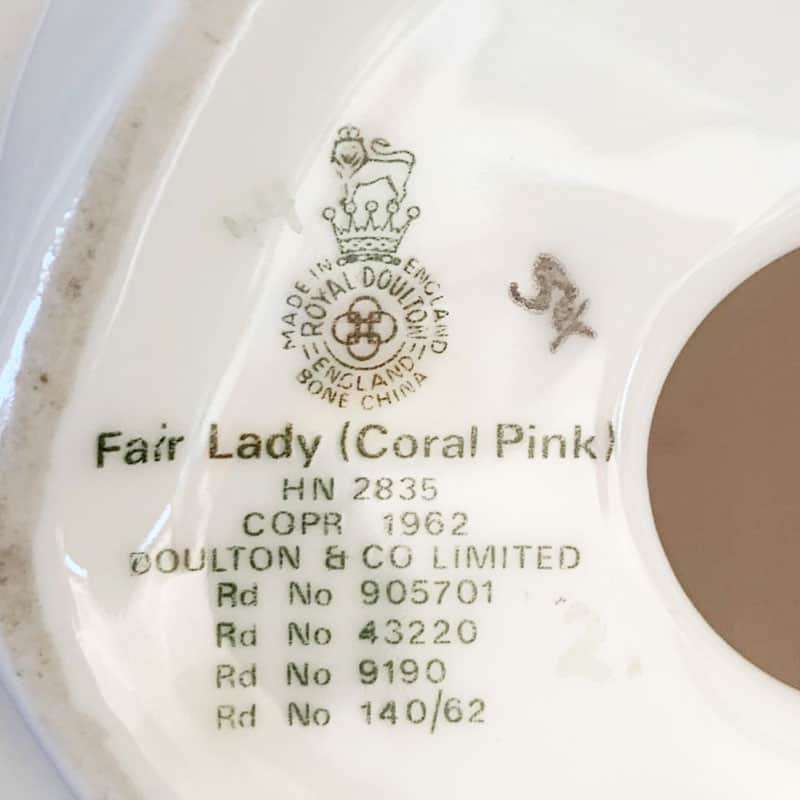 MADE IN ENGLAND
ROYAL DOULTON
ENGLAND
BONE CHINA
Fair Lady (Coral Pink)
HN 2835
COPR 1962
DOULTON & CO LIMITED
Rd No 905701
Rd No 43220
Rd No 9190
Rd No 140/62